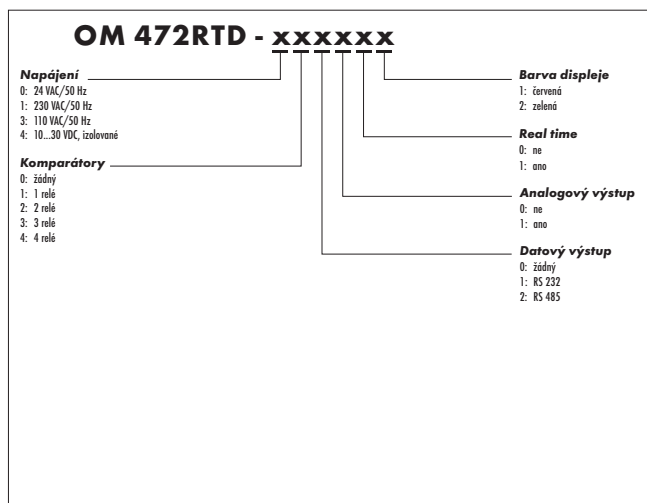 OM 472RTD - xxxxxx
Napájení
0: 24 VAC/50 Hz
1: 230 VAC/50 Hz
3: 110 VAC/50 Hz
4: 10...30 VDC, izolované
Komparátory
0: žádný
1: 1 relé
2: 2 relé
3: 3 relé
4: 4 relé
Barva displeje
1: červená
2: zelená
Real time
0: ne
1: ano
Analogový výstup
0: ne
1: ano
Datový výstup
0: žádný
1: RS 232
2: RS 485